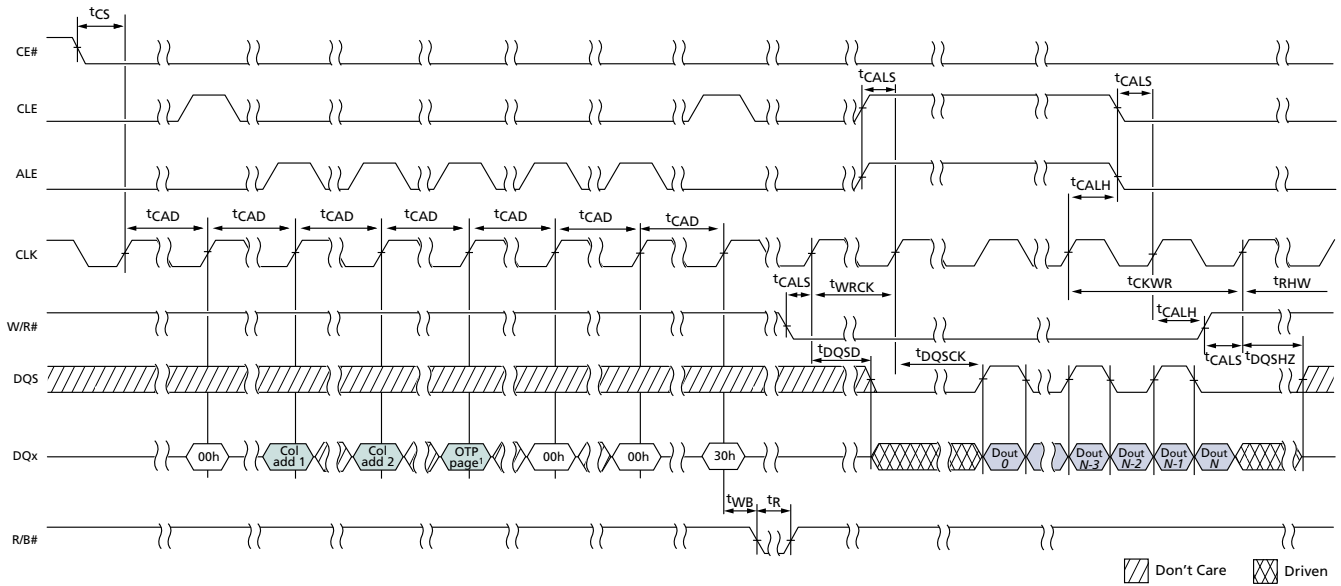 tCS
CE#
tCALS
tCALS
CLE
ALE
tCALH
tCAD
tCAD
tCAD
tCAD
tCAD
tCAD
tCAD
CLK
tCALS
tWRCK
tCKWR
tRHW
tCALH
W/R#
tDQSD
tDQSCK
tCALS
tDQSHZ
DQS
DQx
00h
Col
add 1
Col
add 2
OTP
page1
00h
00h
30h
Dout
0
Dout
N-3
Dout
N-2
Dout
N-1
Dout
N
tWB
tR
R/B#
Don't Care
Driven